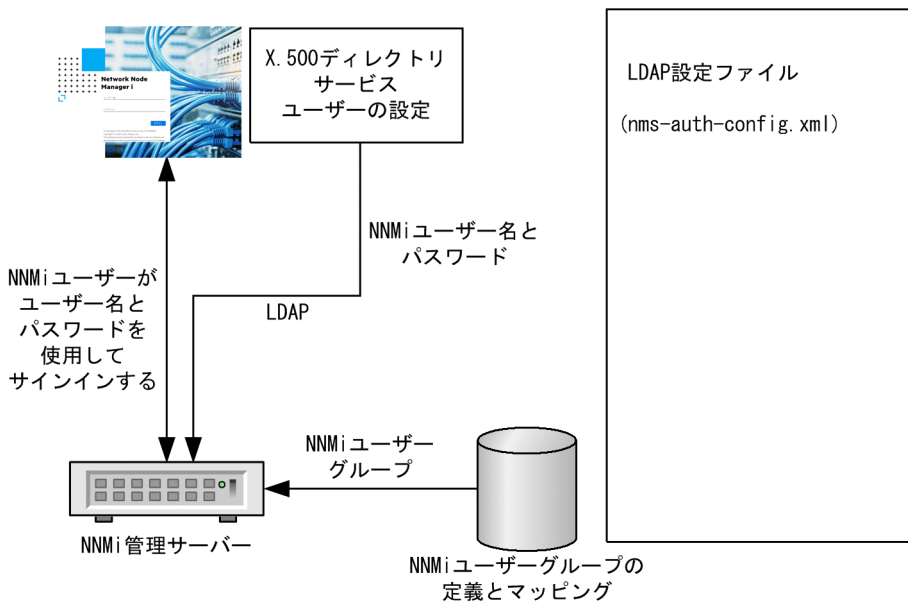 Network Node
Manager i
X.500ディレクトリ
サービス
ユーザーの設定
LDAP設定ファイル
(nms-auth-config.xml)
NNMiユーザー名と
パスワード
NNMiユーザーが
ユーザー名と
パスワードを
使用して
サインインする
LDAP
NNMiユーザー
グループ
NNMi管理サーバー
NNMiユーザーグループの
定義とマッピング